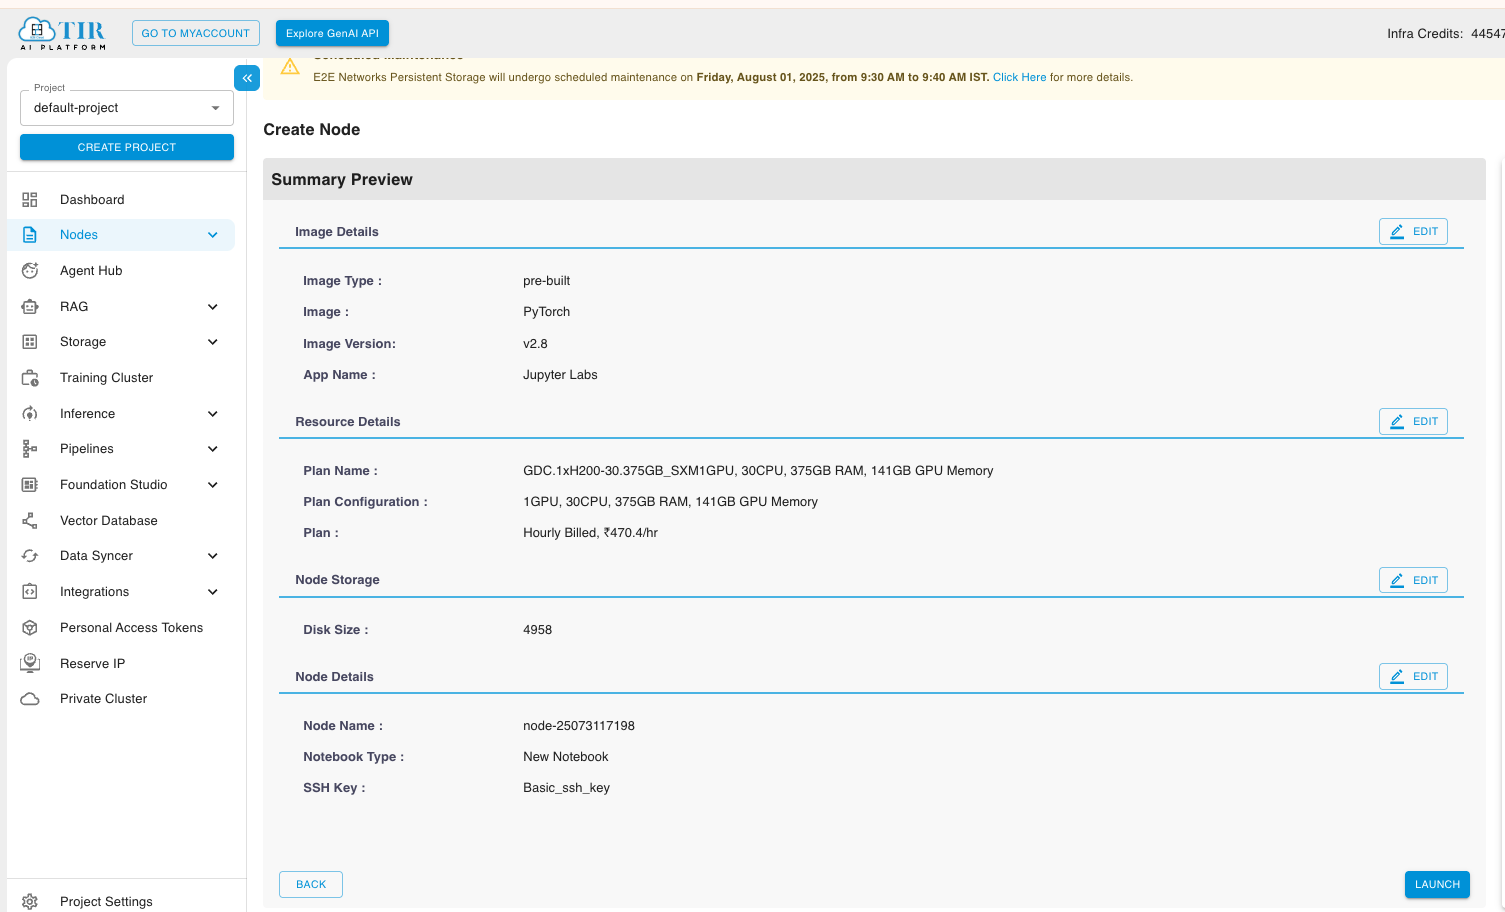 TIR
AI PLATFORM
GO TO MYACCOUNT
Explore GenAI API
Infra Credits: 44547
Scheduled Maintenance
E2E Networks Persistent Storage will undergo scheduled maintenance on Friday, August 01, 2025, from 9:30 AM to 9:40 AM IST. Click Here for more details.
Project
default-project
CREATE PROJECT
Dashboard
Nodes
Agent Hub
RAG
Storage
Training Cluster
Inference
Pipelines
Foundation Studio
Vector Database
Data Syncer
Integrations
Personal Access Tokens
Reserve IP
Private Cluster
Project Settings
Create Node
Summary Preview
Image Details
EDIT
Image Type : pre-built
Image : PyTorch
Image Version: v2.8
App Name : Jupyter Labs
Resource Details
EDIT
Plan Name : GDC.1xH200-30.375GB_SXM1GPU, 30CPU, 375GB RAM, 141GB GPU Memory
Plan Configuration : 1GPU, 30CPU, 375GB RAM, 141GB GPU Memory
Plan : Hourly Billed, ₹470.4/hr
Node Storage
EDIT
Disk Size : 4958
Node Details
EDIT
Node Name : node-25073117198
Notebook Type : New Notebook
SSH Key : Basic_ssh_key
BACK
LAUNCH